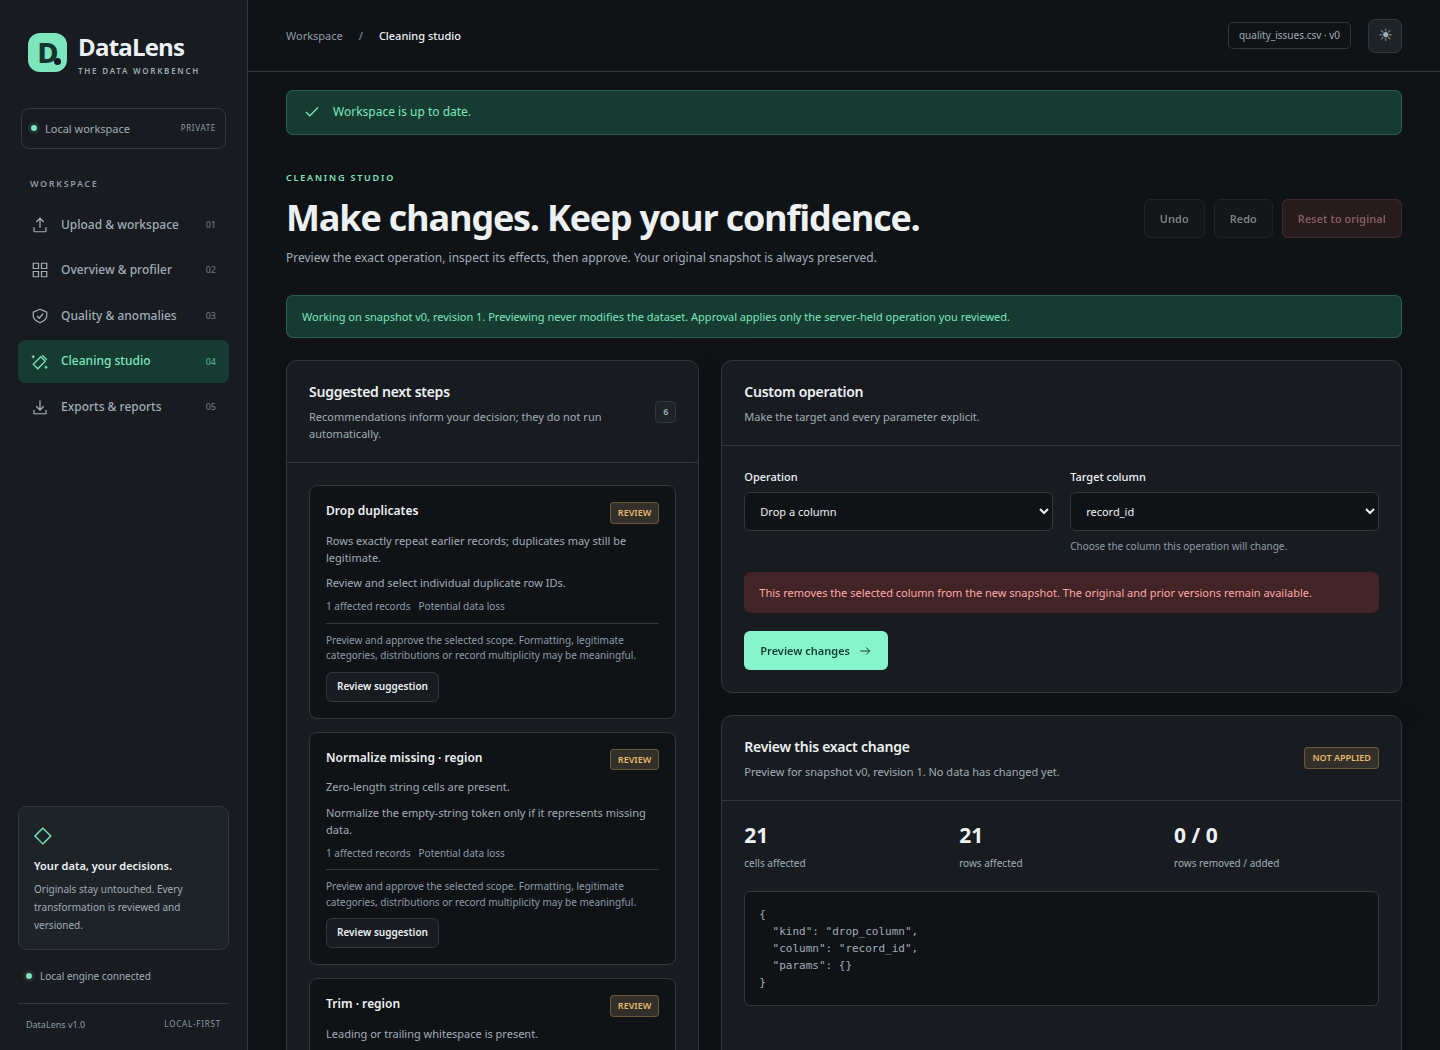 DataLens
THE DATA WORKBENCH
Local workspace PRIVATE
WORKSPACE
Upload & workspace 01
Overview & profiler 02
Quality & anomalies 03
Cleaning studio 04
Exports & reports 05
Your data, your decisions.
Originals stay untouched. Every
transformation is reviewed and
versioned.
Local engine connected
DataLens v1.0 LOCAL-FIRST
Workspace / Cleaning studio
quality_issues.csv · v0
Workspace is up to date.
CLEANING STUDIO
Make changes. Keep your confidence.
Preview the exact operation, inspect its effects, then approve. Your original snapshot is always preserved.
Undo Redo Reset to original
Working on snapshot v0, revision 1. Previewing never modifies the dataset. Approval applies only the server-held operation you reviewed.
Suggested next steps
Recommendations inform your decision; they do not run
automatically.
6
Drop duplicates REVIEW
Rows exactly repeat earlier records; duplicates may still be
legitimate.
Review and select individual duplicate row IDs.
1 affected records Potential data loss
Preview and approve the selected scope. Formatting, legitimate
categories, distributions or record multiplicity may be meaningful.
Review suggestion
Normalize missing · region REVIEW
Zero-length string cells are present.
Normalize the empty-string token only if it represents missing
data.
1 affected records Potential data loss
Preview and approve the selected scope. Formatting, legitimate
categories, distributions or record multiplicity may be meaningful.
Review suggestion
Trim · region REVIEW
Leading or trailing whitespace is present.
Custom operation
Make the target and every parameter explicit.
Operation Target column
Drop a column record_id
Choose the column this operation will change.
This removes the selected column from the new snapshot. The original and prior versions remain available.
Preview changes →
Review this exact change
Preview for snapshot v0, revision 1. No data has changed yet.
NOT APPLIED
21 21 0 / 0
cells affected rows affected rows removed / added
{
"kind": "drop_column",
"column": "record_id",
"params": {}
}